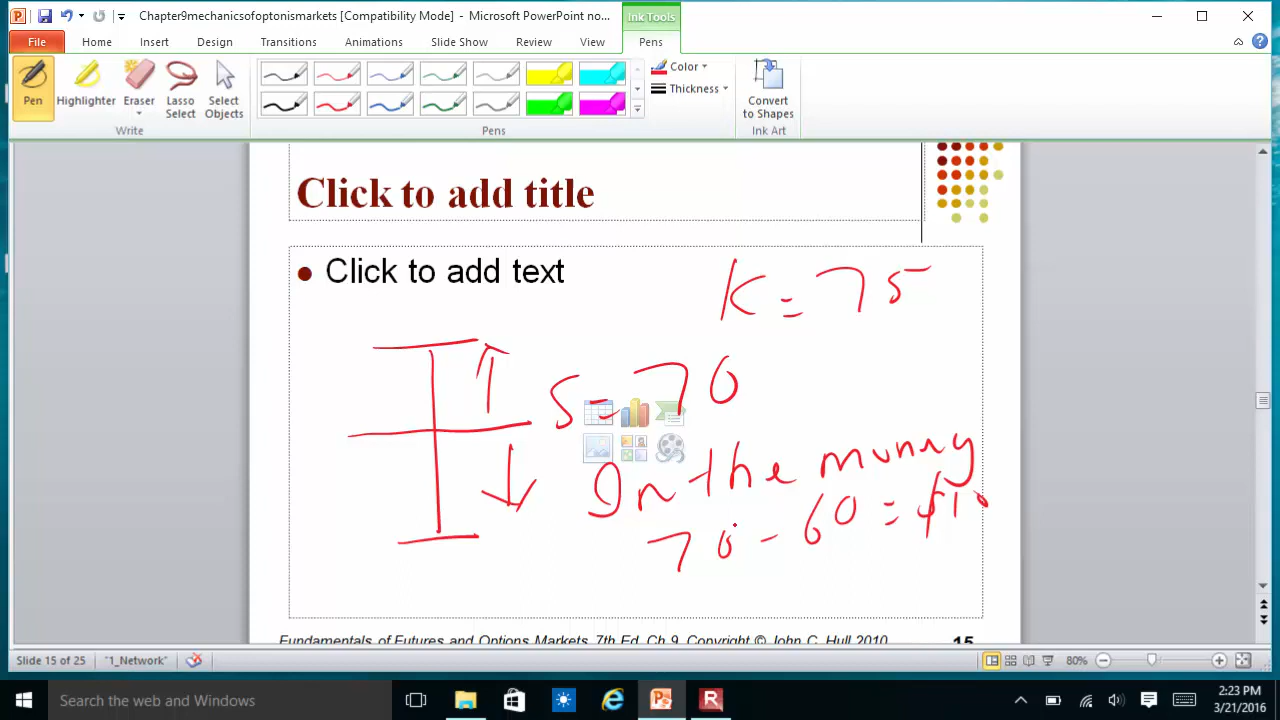 Chapter9mechanicsofoptonismarkets [Compatibility Mode] - Microsoft PowerPoint no...
Ink Tools
File Home Insert Design Transitions Animations Slide Show Review View Pens
Pen Highlighter Eraser Lasso Select Select Objects
Color
Thickness
Convert to Shapes
Write Pens Ink Art
Click to add title
• Click to add text
K = 75
S = 70
In the money
70 - 60 = $10
Fundamentals of Futures and Options Markets, 7th Ed, Ch 9, Copyright © John C. Hull 2010 15
Slide 15 of 25 "1_Network" 80%
Search the web and Windows
2:23 PM
3/21/2016